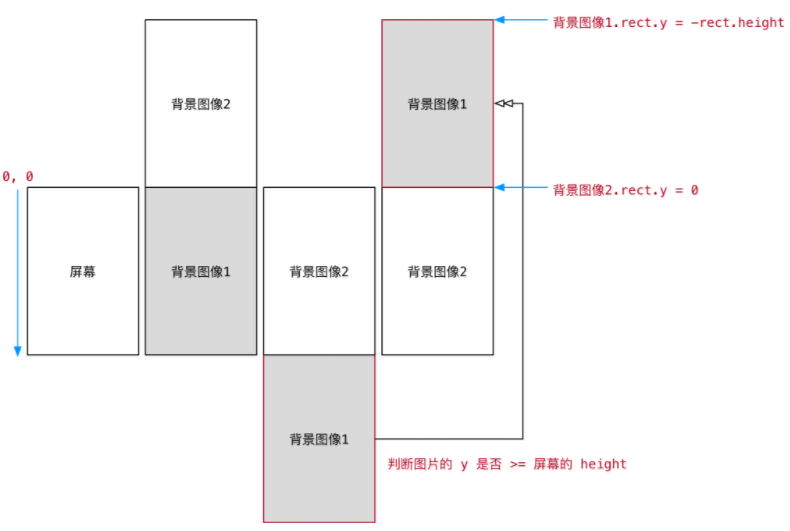 背景图像1.rect.y = -rect.height
背景图像2
背景图像1
0, 0
背景图像2.rect.y = 0
屏幕
背景图像1
背景图像2
背景图像2
背景图像1
判断图片的 y 是否 >= 屏幕的 height